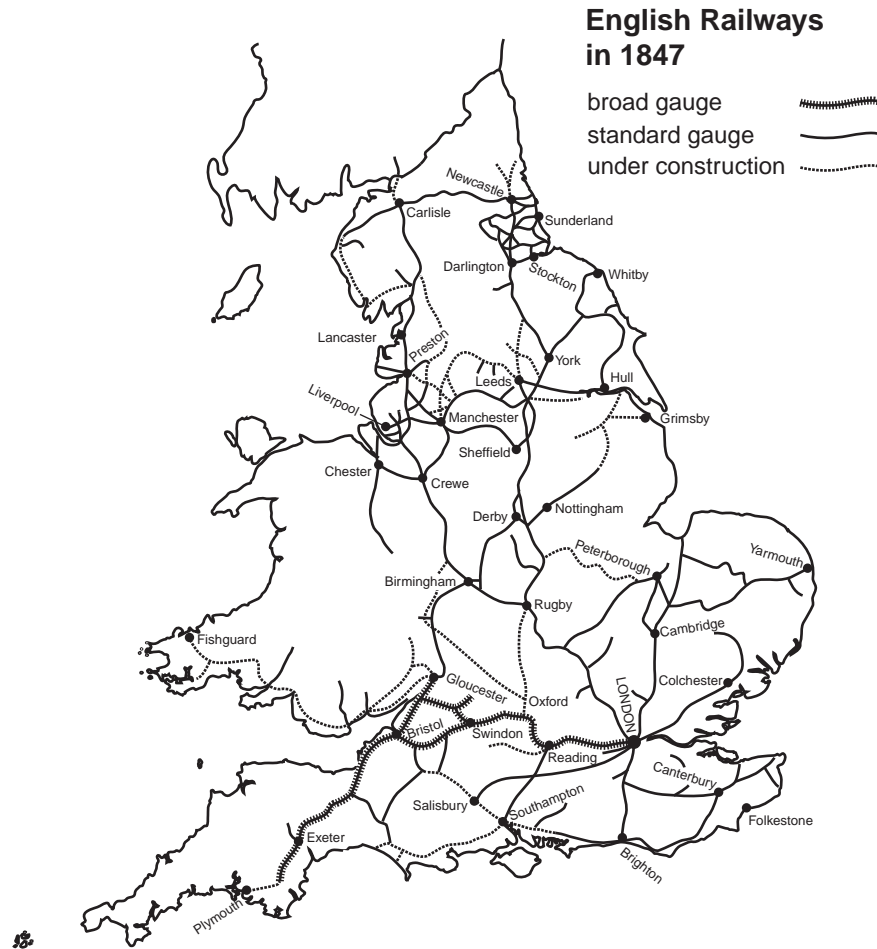 English Railways
in 1847
broad gauge
standard gauge
under construction
Newcastle
Carlisle
Sunderland
Darlington
Stockton
Whitby
Lancaster
Preston
York
Leeds
Hull
Liverpool
Manchester
Grimsby
Sheffield
Chester
Crewe
Nottingham
Derby
Peterborough
Yarmouth
Birmingham
Rugby
Cambridge
Fishguard
Gloucester
Oxford
LONDON
Colchester
Bristol
Swindon
Reading
Canterbury
Salisbury
Southampton
Folkestone
Exeter
Brighton
Plymouth